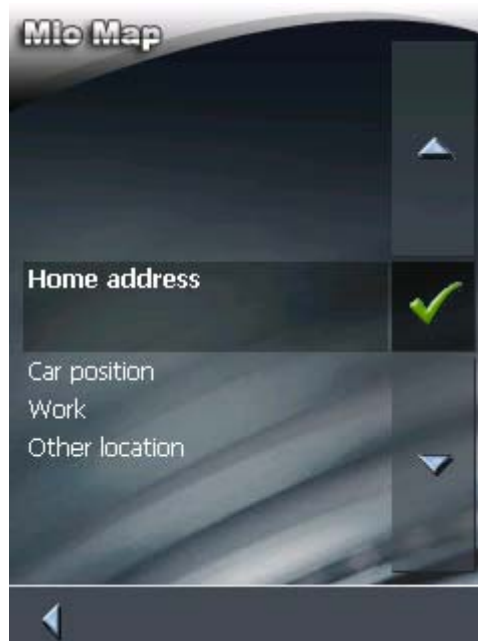 Mio Map
Home address
Car position
Work
Other location